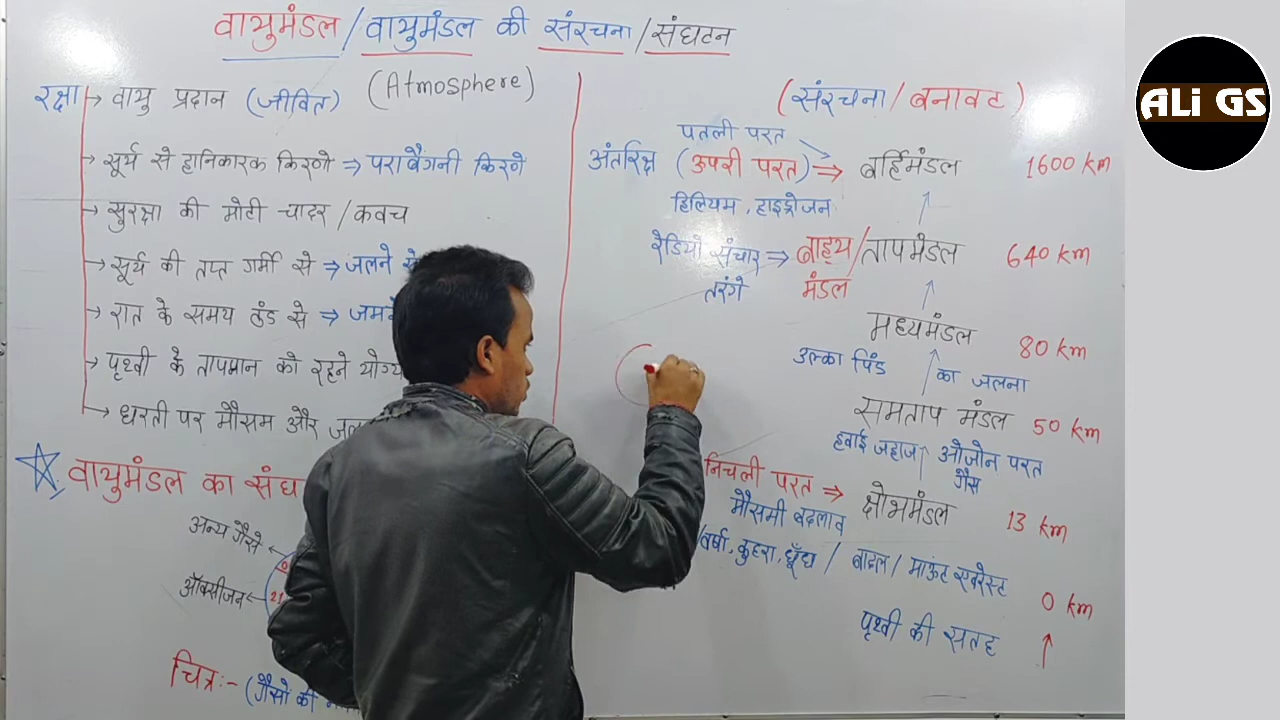 वायुमंडल/वायुमंडल की संरचना/संघटन
(Atmosphere)
रक्षा → वायु प्रदान (जीवित)
→ सूर्य से हानिकारक किरणे ⇒ पराबैगनी किरणे
→ सुरक्षा की मोटी चादर / कवच
→ सूर्य की तप्त गर्मी से ⇒ जलने
→ रात के समय ठंड से ⇒
→ पृथ्वी के तापमान को रहने योग्य
→ धरती पर मौसम और
वायुमंडल का
अन्य गैसे
ऑक्सीजन 21
चित्र:- (गैसो की
(संरचना/बनावट)
पतली परत
अंतरिक्ष (ऊपरी परत) ⇒ बर्हिमंडल 1600 km
हिलियम, हाइड्रोजन
रेडियो संचार ⇒ बाह्य/तापमंडल 640 km
तरंगे मंडल
मध्यमंडल 80 km
उल्का पिंड का जलना
समताप मंडल 50 km
हवाई जहाज ओजोन परत
गैस
निचली परत ⇒ क्षोभमंडल 13 km
मौसमी बदलाव
/वर्षा, कुहरा, धूँध / बादल / माऊंट एवरेस्ट
0 km
पृथ्वी की सतह ↑
ALi GS